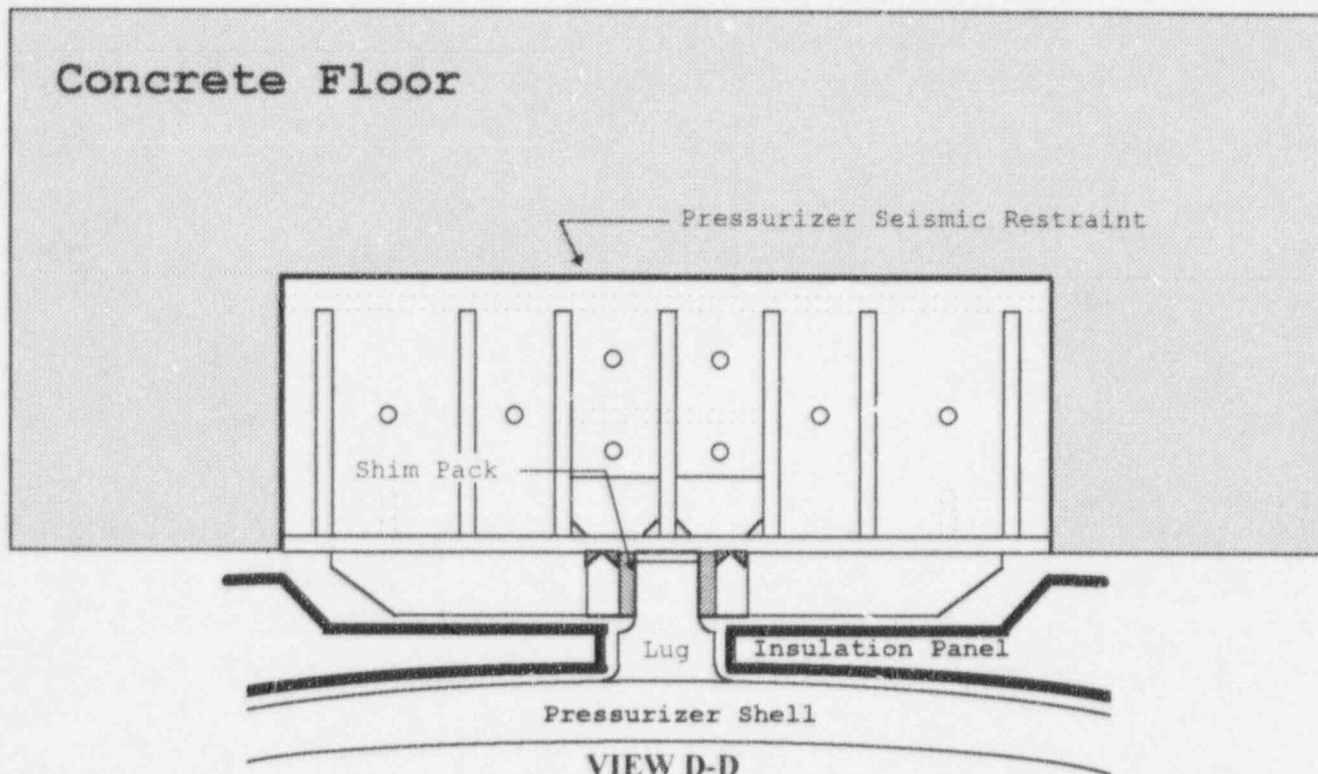 Concrete Floor
Pressurizer Seismic Restraint
Shim Pack
Lug
Insulation Panel
Pressurizer Shell
VIEW D-D